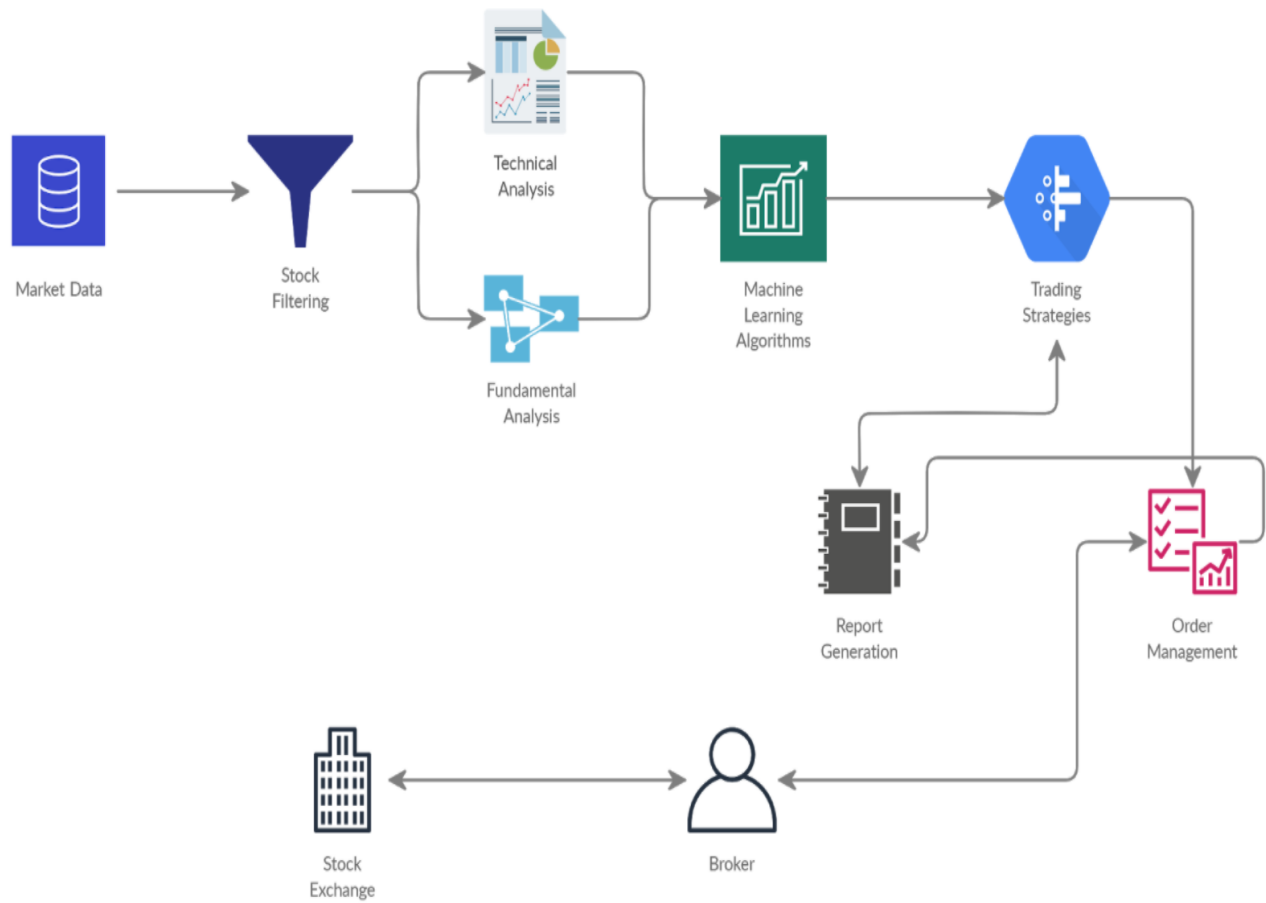 Technical
Analysis
Market Data
Stock
Filtering
Machine
Learning
Algorithms
Trading
Strategies
Fundamental
Analysis
Report
Generation
Order
Management
Stock
Exchange
Broker